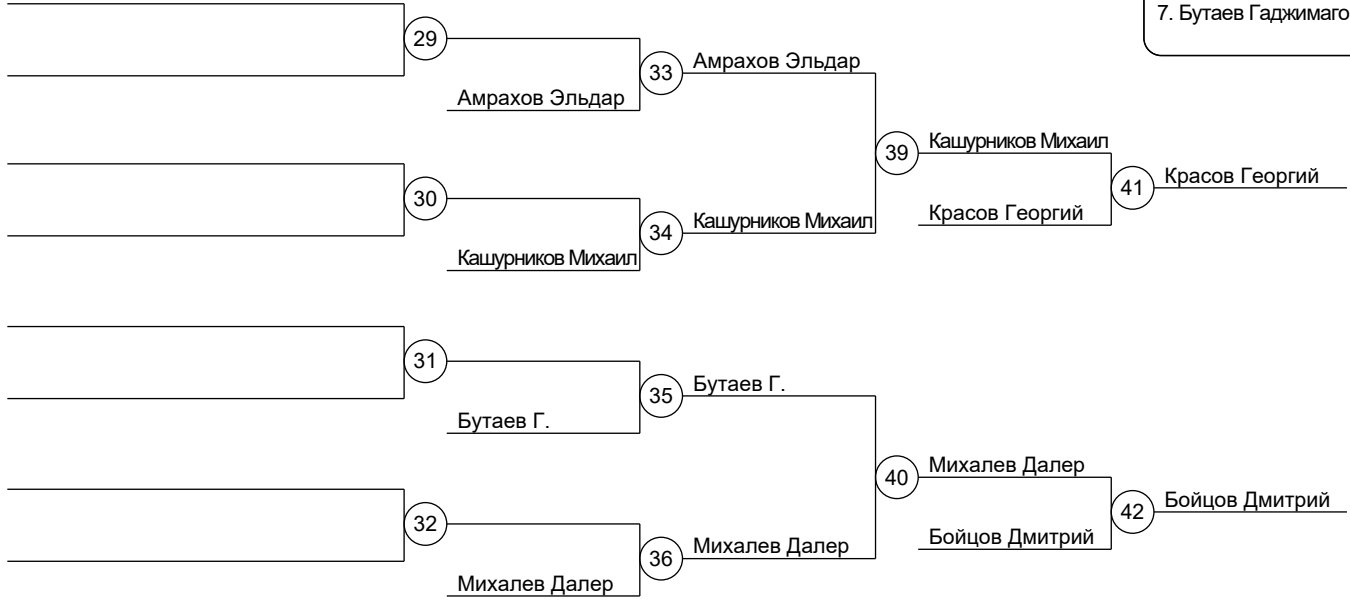 7. Бутаев Гаджимаго
29
33
Амрахов Эльдар
Амрахов Эльдар
39
Кашурников Михаил
41
Красов Георгий
30
34
Кашурников Михаил
Красов Георгий
Кашурников Михаил
31
35
Бутаев Г.
Бутаев Г.
40
Михалев Далер
42
Бойцов Дмитрий
32
36
Михалев Далер
Бойцов Дмитрий
Михалев Далер